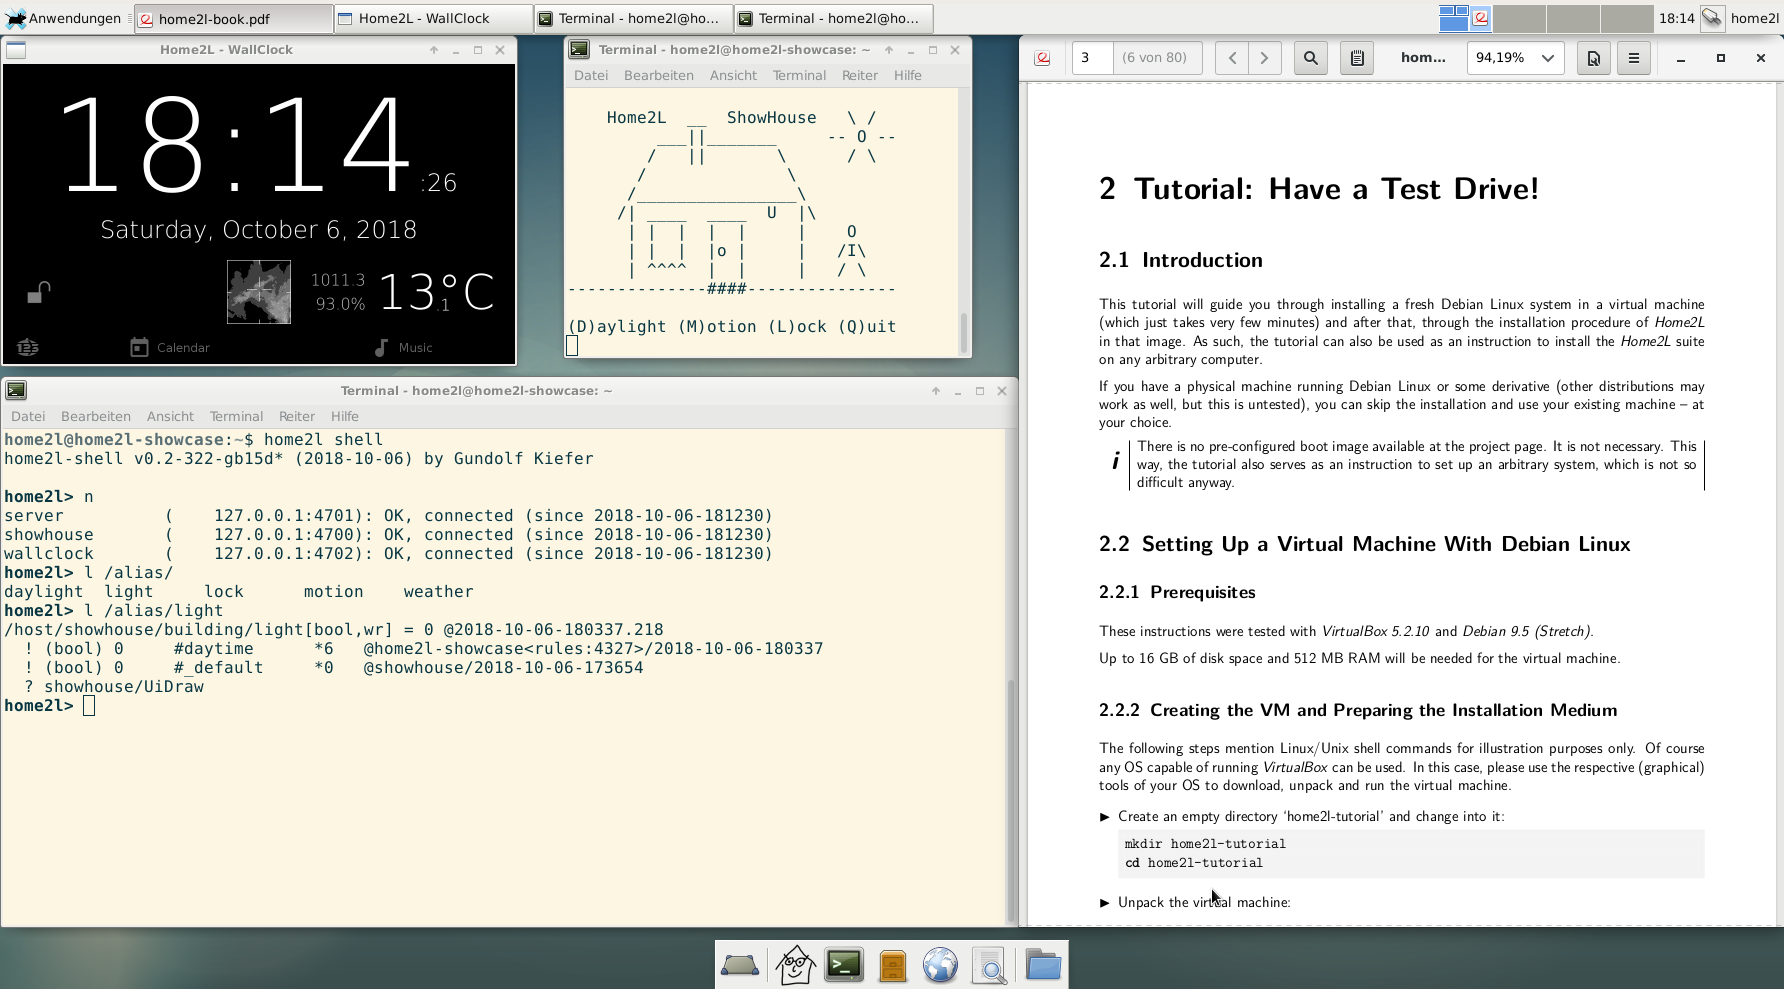 Anwendungen home2l-book.pdf Home2L - WallClock Terminal - home2l@ho... Terminal - home2l@ho... 18:14 home2l
Home2L - WallClock
18:14 :26
Saturday, October 6, 2018
1011.3
93.0%
13°C
.1
Calendar Music
Terminal - home2l@home2l-showcase: ~
Datei Bearbeiten Ansicht Terminal Reiter Hilfe
    Home2L  __  ShowHouse   \ /
         ___||_______     -- O --
        /   ||       \      / \
       /              \
      /________________\
     /| ____  ____  U  |\
      | |  |  |  |     |    O
      | |  |  |o |     |   /I\
      | ^^^^  |  |     |   / \
--------------####---------------
(D)aylight (M)otion (L)ock (Q)uit
Terminal - home2l@home2l-showcase: ~
Datei Bearbeiten Ansicht Terminal Reiter Hilfe
home2l@home2l-showcase:~$ home2l shell
home2l-shell v0.2-322-gb15d* (2018-10-06) by Gundolf Kiefer
home2l> n
server          (    127.0.0.1:4701): OK, connected (since 2018-10-06-181230)
showhouse       (    127.0.0.1:4700): OK, connected (since 2018-10-06-181230)
wallclock       (    127.0.0.1:4702): OK, connected (since 2018-10-06-181230)
home2l> l /alias/
daylight  light     lock      motion    weather
home2l> l /alias/light
/host/showhouse/building/light[bool,wr] = 0 @2018-10-06-180337.218
  ! (bool) 0     #daytime      *6   @home2l-showcase<rules:4327>/2018-10-06-180337
  ! (bool) 0     #_default     *0   @showhouse/2018-10-06-173654
  ? showhouse/UiDraw
home2l>
3 (6 von 80) hom... 94,19%
2 Tutorial: Have a Test Drive!
2.1 Introduction
This tutorial will guide you through installing a fresh Debian Linux system in a virtual machine
(which just takes very few minutes) and after that, through the installation procedure of Home2L
in that image. As such, the tutorial can also be used as an instruction to install the Home2L suite
on any arbitrary computer.
If you have a physical machine running Debian Linux or some derivative (other distributions may
work as well, but this is untested), you can skip the installation and use your existing machine – at
your choice.
i
There is no pre-configured boot image available at the project page. It is not necessary. This
way, the tutorial also serves as an instruction to set up an arbitrary system, which is not so
difficult anyway.
2.2 Setting Up a Virtual Machine With Debian Linux
2.2.1 Prerequisites
These instructions were tested with VirtualBox 5.2.10 and Debian 9.5 (Stretch).
Up to 16 GB of disk space and 512 MB RAM will be needed for the virtual machine.
2.2.2 Creating the VM and Preparing the Installation Medium
The following steps mention Linux/Unix shell commands for illustration purposes only. Of course
any OS capable of running VirtualBox can be used. In this case, please use the respective (graphical)
tools of your OS to download, unpack and run the virtual machine.
► Create an empty directory ‘home2l-tutorial’ and change into it:
mkdir home2l-tutorial
cd home2l-tutorial
► Unpack the virtual machine: